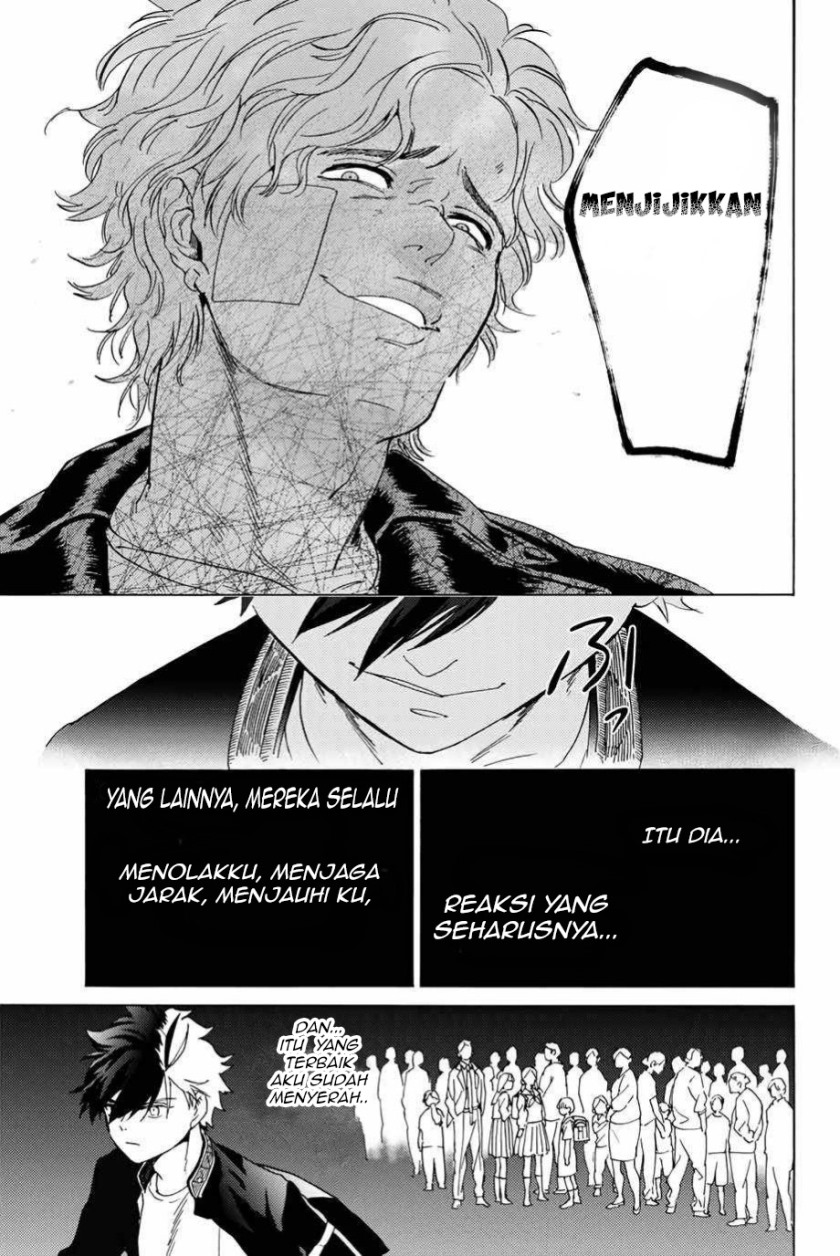 MENJIJIKKAN
ふっ
ITU DIA...
REAKSI YANG
SEHARUSNYA...
YANG LAINNYA, MEREKA SELALU
MENOLAKKU, MENJAGA
JARAK, MENJAUHI KU,
DAN...
ITU YANG
TERBAIK
AKU SUDAH
MENYERAH..